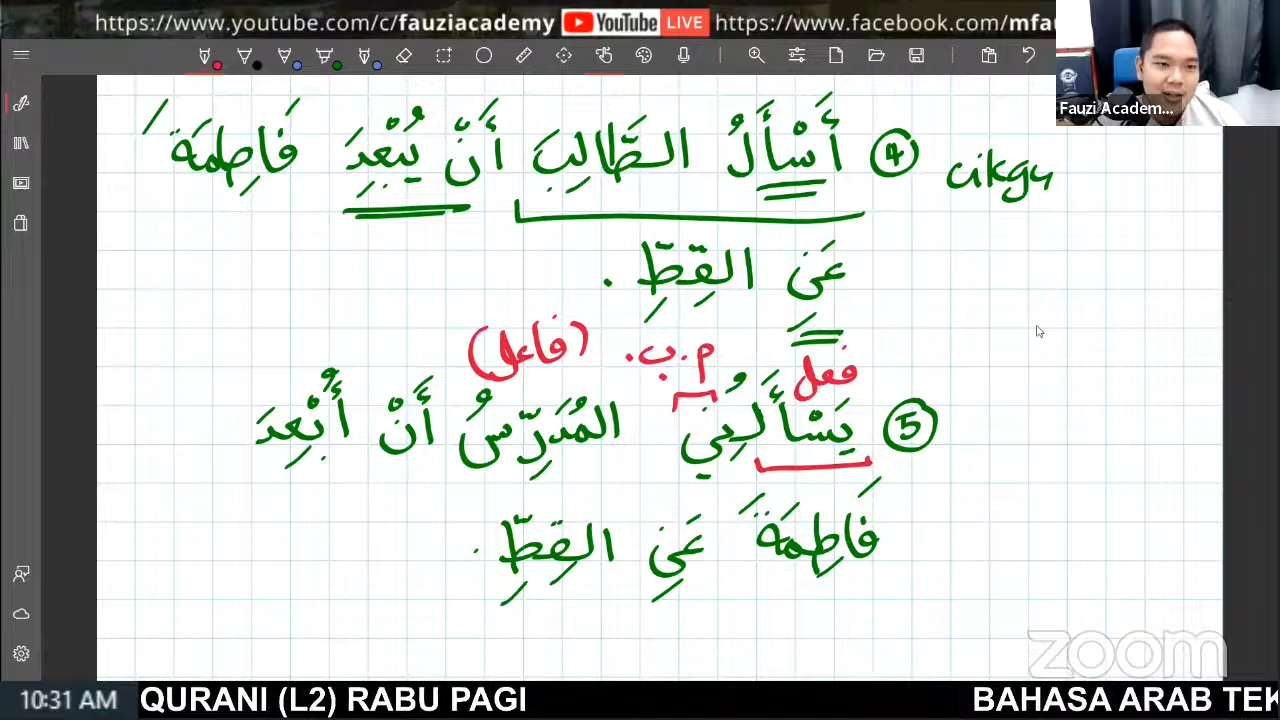 https://www.youtube.com/c/fauziacademy YouTube LIVE https://www.facebook.com/mfau
Fauzi Academ...
④ أَسْأَلُ الطَّالِبَ أَنْ يُبْعِدَ فَاطِمَةَ cikgu
عَنِ القِطِّ.
فعل م.ب. (فاعل)
⑤ يَسْأَلُنِي المُدَرِّسُ أَنْ أُبْعِدَ
فَاطِمَةَ عَنِ القِطِّ.
zoom
10:31 AM QURANI (L2) RABU PAGI BAHASA ARAB TEK